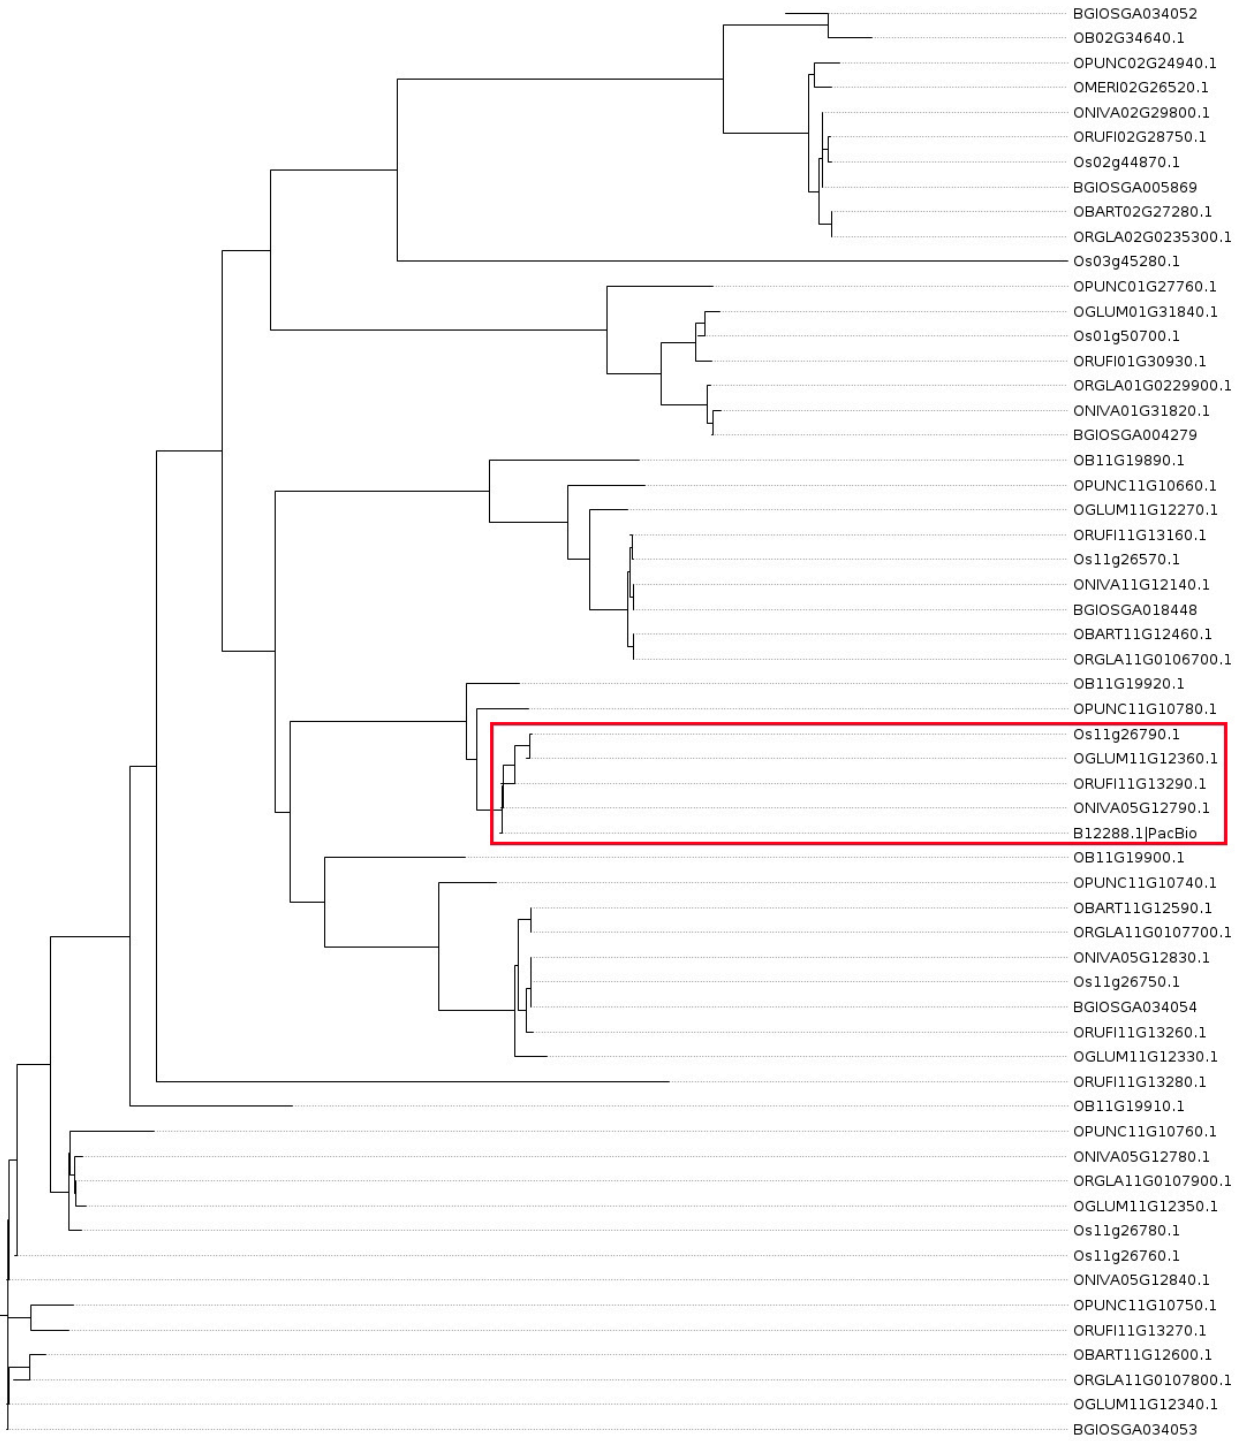 BGIOSGA034052
OB02G34640.1
OPUNC02G24940.1
OMERI02G26520.1
ONIVA02G29800.1
ORUFI02G28750.1
Os02g44870.1
BGIOSGA005869
OBART02G27280.1
ORGLA02G0235300.1
Os03g45280.1
OPUNC01G27760.1
OGLUM01G31840.1
Os01g50700.1
ORUFI01G30930.1
ORGLA01G0229900.1
ONIVA01G31820.1
BGIOSGA004279
OB11G19890.1
OPUNC11G10660.1
OGLUM11G12270.1
ORUFI11G13160.1
Os11g26570.1
ONIVA11G12140.1
BGIOSGA018448
OBART11G12460.1
ORGLA11G0106700.1
OB11G19920.1
OPUNC11G10780.1
Os11g26790.1
OGLUM11G12360.1
ORUFI11G13290.1
ONIVA05G12790.1
B12288.1|PacBio
OB11G19900.1
OPUNC11G10740.1
OBART11G12590.1
ORGLA11G0107700.1
ONIVA05G12830.1
Os11g26750.1
BGIOSGA034054
ORUFI11G13260.1
OGLUM11G12330.1
ORUFI11G13280.1
OB11G19910.1
OPUNC11G10760.1
ONIVA05G12780.1
ORGLA11G0107900.1
OGLUM11G12350.1
Os11g26780.1
Os11g26760.1
ONIVA05G12840.1
OPUNC11G10750.1
ORUFI11G13270.1
OBART11G12600.1
ORGLA11G0107800.1
OGLUM11G12340.1
BGIOSGA034053